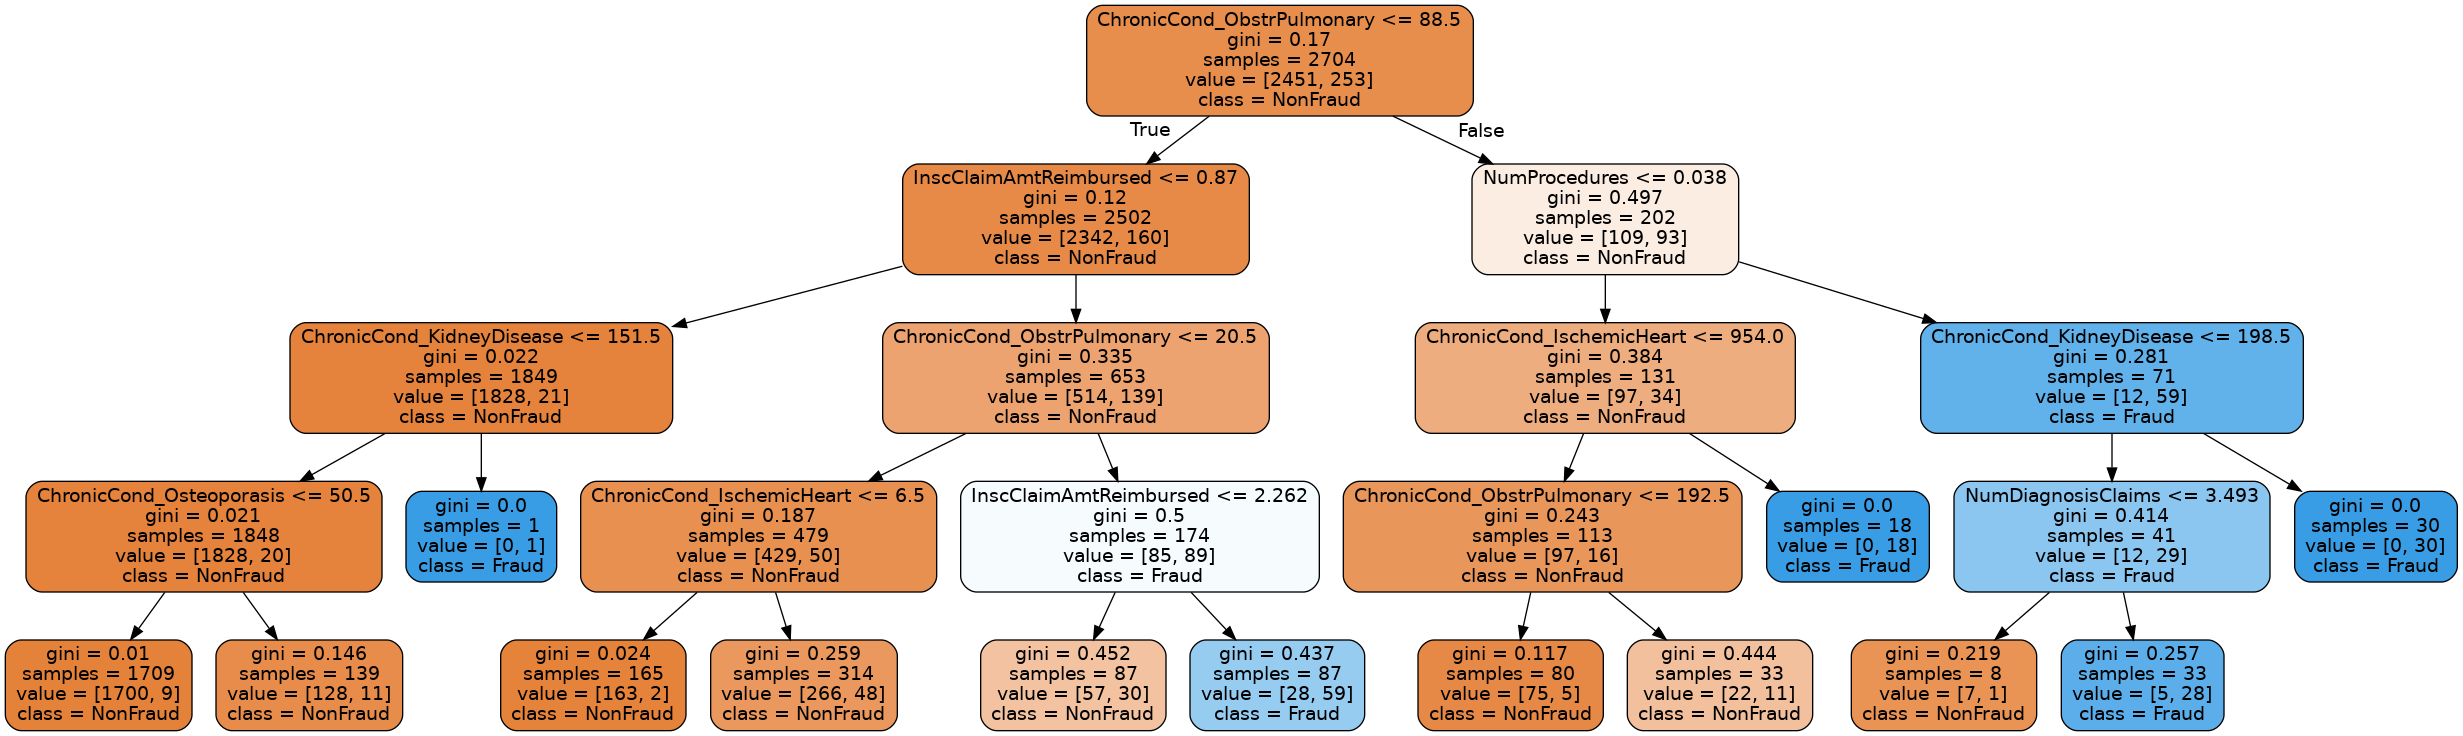 ChronicCond_ObstrPulmonary <= 88.5
gini = 0.17
samples = 2704
value = [2451, 253]
class = NonFraud
True
False
InscClaimAmtReimbursed <= 0.87
gini = 0.12
samples = 2502
value = [2342, 160]
class = NonFraud
NumProcedures <= 0.038
gini = 0.497
samples = 202
value = [109, 93]
class = NonFraud
ChronicCond_KidneyDisease <= 151.5
gini = 0.022
samples = 1849
value = [1828, 21]
class = NonFraud
ChronicCond_ObstrPulmonary <= 20.5
gini = 0.335
samples = 653
value = [514, 139]
class = NonFraud
ChronicCond_IschemicHeart <= 954.0
gini = 0.384
samples = 131
value = [97, 34]
class = NonFraud
ChronicCond_KidneyDisease <= 198.5
gini = 0.281
samples = 71
value = [12, 59]
class = Fraud
ChronicCond_Osteoporasis <= 50.5
gini = 0.021
samples = 1848
value = [1828, 20]
class = NonFraud
gini = 0.0
samples = 1
value = [0, 1]
class = Fraud
ChronicCond_IschemicHeart <= 6.5
gini = 0.187
samples = 479
value = [429, 50]
class = NonFraud
InscClaimAmtReimbursed <= 2.262
gini = 0.5
samples = 174
value = [85, 89]
class = Fraud
ChronicCond_ObstrPulmonary <= 192.5
gini = 0.243
samples = 113
value = [97, 16]
class = NonFraud
gini = 0.0
samples = 18
value = [0, 18]
class = Fraud
NumDiagnosisClaims <= 3.493
gini = 0.414
samples = 41
value = [12, 29]
class = Fraud
gini = 0.0
samples = 30
value = [0, 30]
class = Fraud
gini = 0.01
samples = 1709
value = [1700, 9]
class = NonFraud
gini = 0.146
samples = 139
value = [128, 11]
class = NonFraud
gini = 0.024
samples = 165
value = [163, 2]
class = NonFraud
gini = 0.259
samples = 314
value = [266, 48]
class = NonFraud
gini = 0.452
samples = 87
value = [57, 30]
class = NonFraud
gini = 0.437
samples = 87
value = [28, 59]
class = Fraud
gini = 0.117
samples = 80
value = [75, 5]
class = NonFraud
gini = 0.444
samples = 33
value = [22, 11]
class = NonFraud
gini = 0.219
samples = 8
value = [7, 1]
class = NonFraud
gini = 0.257
samples = 33
value = [5, 28]
class = Fraud